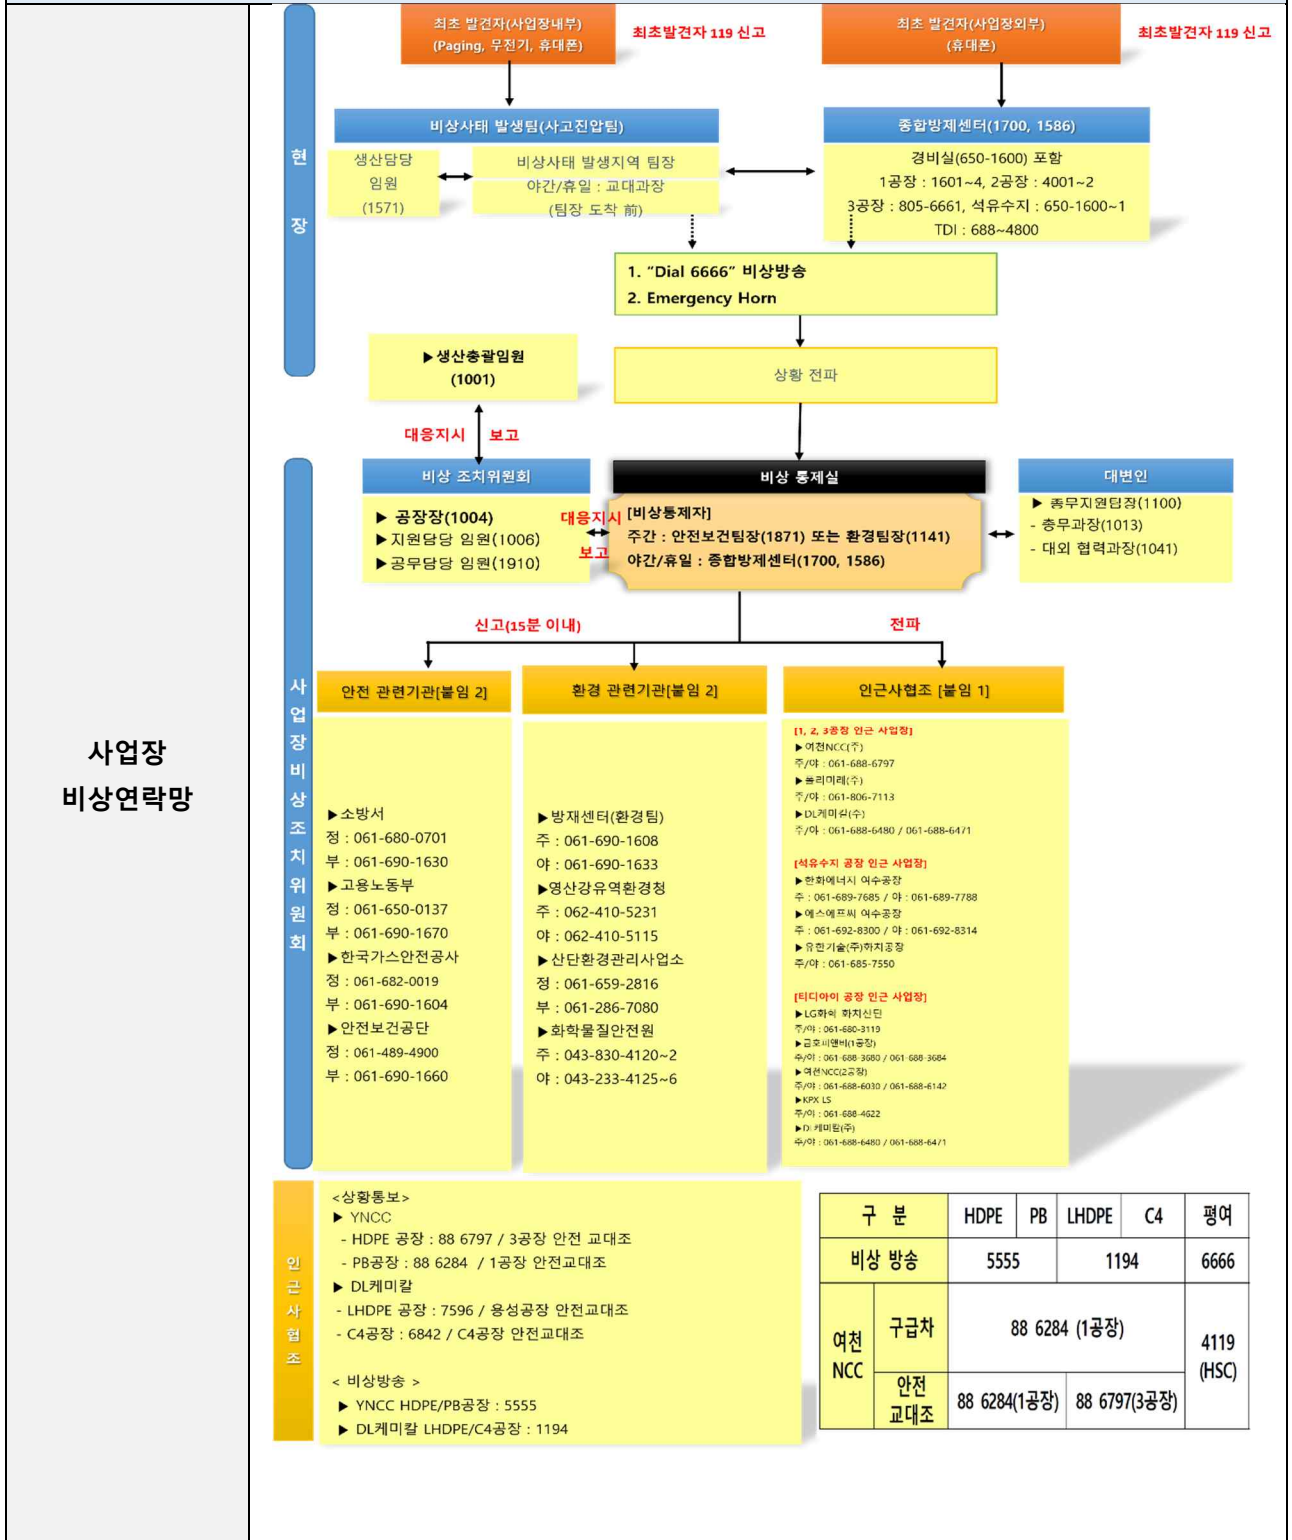 사업장
비상연락망
현
장
최초 발견자(사업장내부)
(Paging, 무전기, 휴대폰)
최초발견자 119 신고
최초 발견자(사업장외부)
(휴대폰)
최초발견자 119 신고
비상사태 발생팀(사고진압팀)
생산담당
임원
(1571)
비상사태 발생지역 팀장
야간/휴일 : 교대과장
(팀장 도착 前)
종합방제센터(1700, 1586)
경비실(650-1600) 포함
1공장 : 1601~4, 2공장 : 4001~2
3공장 : 805-6661, 석유수지 : 650-1600~1
TDI : 688~4800
1. “Dial 6666” 비상방송
2. Emergency Horn
▶생산총괄임원
(1001)
상황 전파
대응지시 보고
사
업
장
비
상
조
치
위
원
회
비상 조치위원회
▶ 공장장(1004)
▶지원담당 임원(1006)
▶공무담당 임원(1910)
대응지시
보고
비상 통제실
[비상통제자]
주간 : 안전보건팀장(1871) 또는 환경팀장(1141)
야간/휴일 : 종합방제센터(1700, 1586)
대변인
▶ 총무지원팀장(1100)
- 총무과장(1013)
- 대외 협력과장(1041)
신고(15분 이내)
전파
안전 관련기관[붙임 2]
▶소방서
정 : 061-680-0701
부 : 061-690-1630
▶고용노동부
정 : 061-650-0137
부 : 061-690-1670
▶한국가스안전공사
정 : 061-682-0019
부 : 061-690-1604
▶안전보건공단
정 : 061-489-4900
부 : 061-690-1660
환경 관련기관[붙임 2]
▶방재센터(환경팀)
주 : 061-690-1608
야 : 061-690-1633
▶영산강유역환경청
주 : 062-410-5231
야 : 062-410-5115
▶산단환경관리사업소
정 : 061-659-2816
부 : 061-286-7080
▶화학물질안전원
주 : 043-830-4120~2
야 : 043-233-4125~6
인근사협조 [붙임 1]
[1, 2, 3공장 인근 사업장]
▶여천NCC(주)
주/야 : 061-688-6797
▶폴리미래(주)
주/야 : 061-806-7113
▶DL케미칼(주)
주/야 : 061-688-6480 / 061-688-6471
[석유수지 공장 인근 사업장]
▶한화에너지 여수공장
주 : 061-689-7685 / 야 : 061-689-7788
▶에스에프씨 여수공장
주 : 061-692-8300 / 야 : 061-692-8314
▶유한기술(주)화치공장
주/야 : 061-685-7550
[티디아이 공장 인근 사업장]
▶LG화학 화치산단
주/야 : 061-680-3119
▶금호피앤비(1공장)
주/야 : 061-688-3680 / 061-688-3684
▶여천NCC(2공장)
주/야 : 061-688-6030 / 061-688-6142
▶KPX LS
주/야 : 061-688-4622
▶DL케미칼(주)
주/야 : 061-688-6480 / 061-688-6471
인
근
사
협
조
<상황통보>
▶ YNCC
- HDPE 공장 : 88 6797 / 3공장 안전 교대조
- PB공장 : 88 6284 / 1공장 안전교대조
▶ DL케미칼
- LHDPE 공장 : 7596 / 용성공장 안전교대조
- C4공장 : 6842 / C4공장 안전교대조
< 비상방송 >
▶ YNCC HDPE/PB공장 : 5555
▶ DL케미칼 LHDPE/C4공장 : 1194
구 분 HDPE PB LHDPE C4 평여
비상 방송 5555 1194 6666
여천
NCC
구급차 88 6284 (1공장)
4119
(HSC)
안전
교대조
88 6284(1공장) 88 6797(3공장)